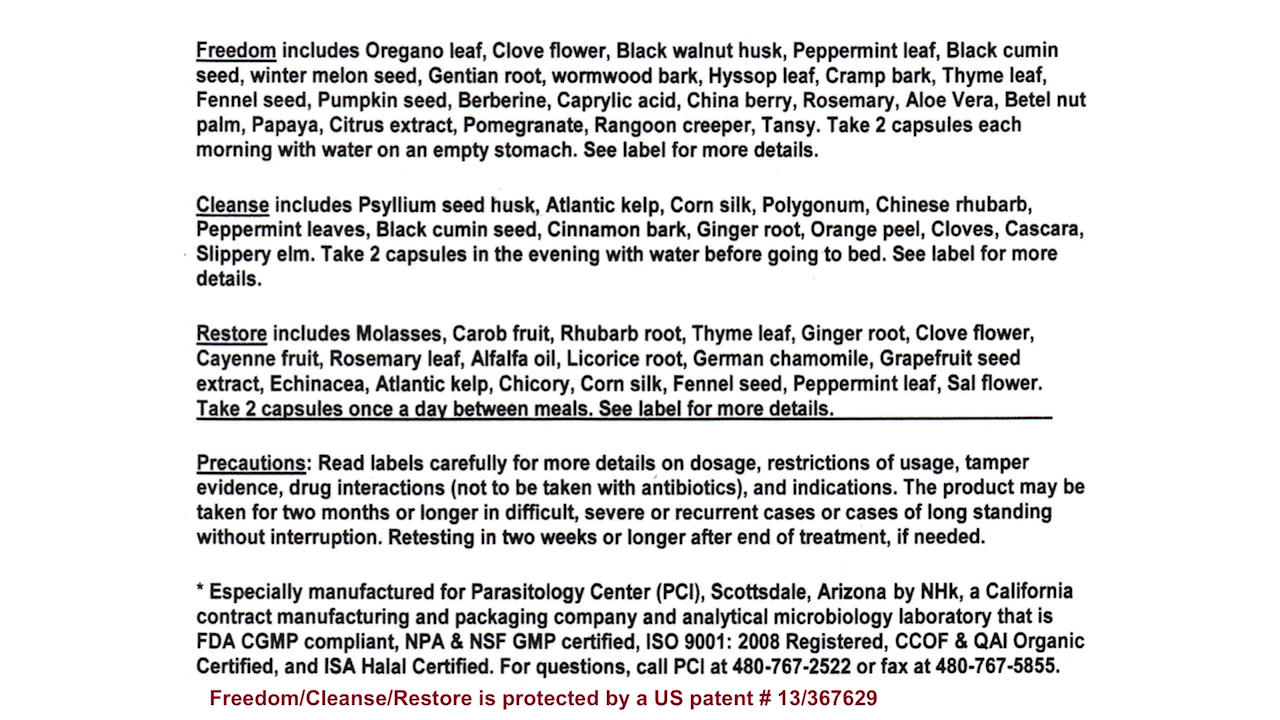 Freedom includes Oregano leaf, Clove flower, Black walnut husk, Peppermint leaf, Black cumin
seed, winter melon seed, Gentian root, wormwood bark, Hyssop leaf, Cramp bark, Thyme leaf,
Fennel seed, Pumpkin seed, Berberine, Caprylic acid, China berry, Rosemary, Aloe Vera, Betel nut
palm, Papaya, Citrus extract, Pomegranate, Rangoon creeper, Tansy. Take 2 capsules each
morning with water on an empty stomach. See label for more details.
Cleanse includes Psyllium seed husk, Atlantic kelp, Corn silk, Polygonum, Chinese rhubarb,
Peppermint leaves, Black cumin seed, Cinnamon bark, Ginger root, Orange peel, Cloves, Cascara,
Slippery elm. Take 2 capsules in the evening with water before going to bed. See label for more
details.
Restore includes Molasses, Carob fruit, Rhubarb root, Thyme leaf, Ginger root, Clove flower,
Cayenne fruit, Rosemary leaf, Alfalfa oil, Licorice root, German chamomile, Grapefruit seed
extract, Echinacea, Atlantic kelp, Chicory, Corn silk, Fennel seed, Peppermint leaf, Sal flower.
Take 2 capsules once a day between meals. See label for more details.
Precautions: Read labels carefully for more details on dosage, restrictions of usage, tamper
evidence, drug interactions (not to be taken with antibiotics), and indications. The product may be
taken for two months or longer in difficult, severe or recurrent cases or cases of long standing
without interruption. Retesting in two weeks or longer after end of treatment, if needed.
* Especially manufactured for Parasitology Center (PCI), Scottsdale, Arizona by NHk, a California
contract manufacturing and packaging company and analytical microbiology laboratory that is
FDA CGMP compliant, NPA & NSF GMP certified, ISO 9001: 2008 Registered, CCOF & QAI Organic
Certified, and ISA Halal Certified. For questions, call PCI at 480-767-2522 or fax at 480-767-5855.
Freedom/Cleanse/Restore is protected by a US patent # 13/367629